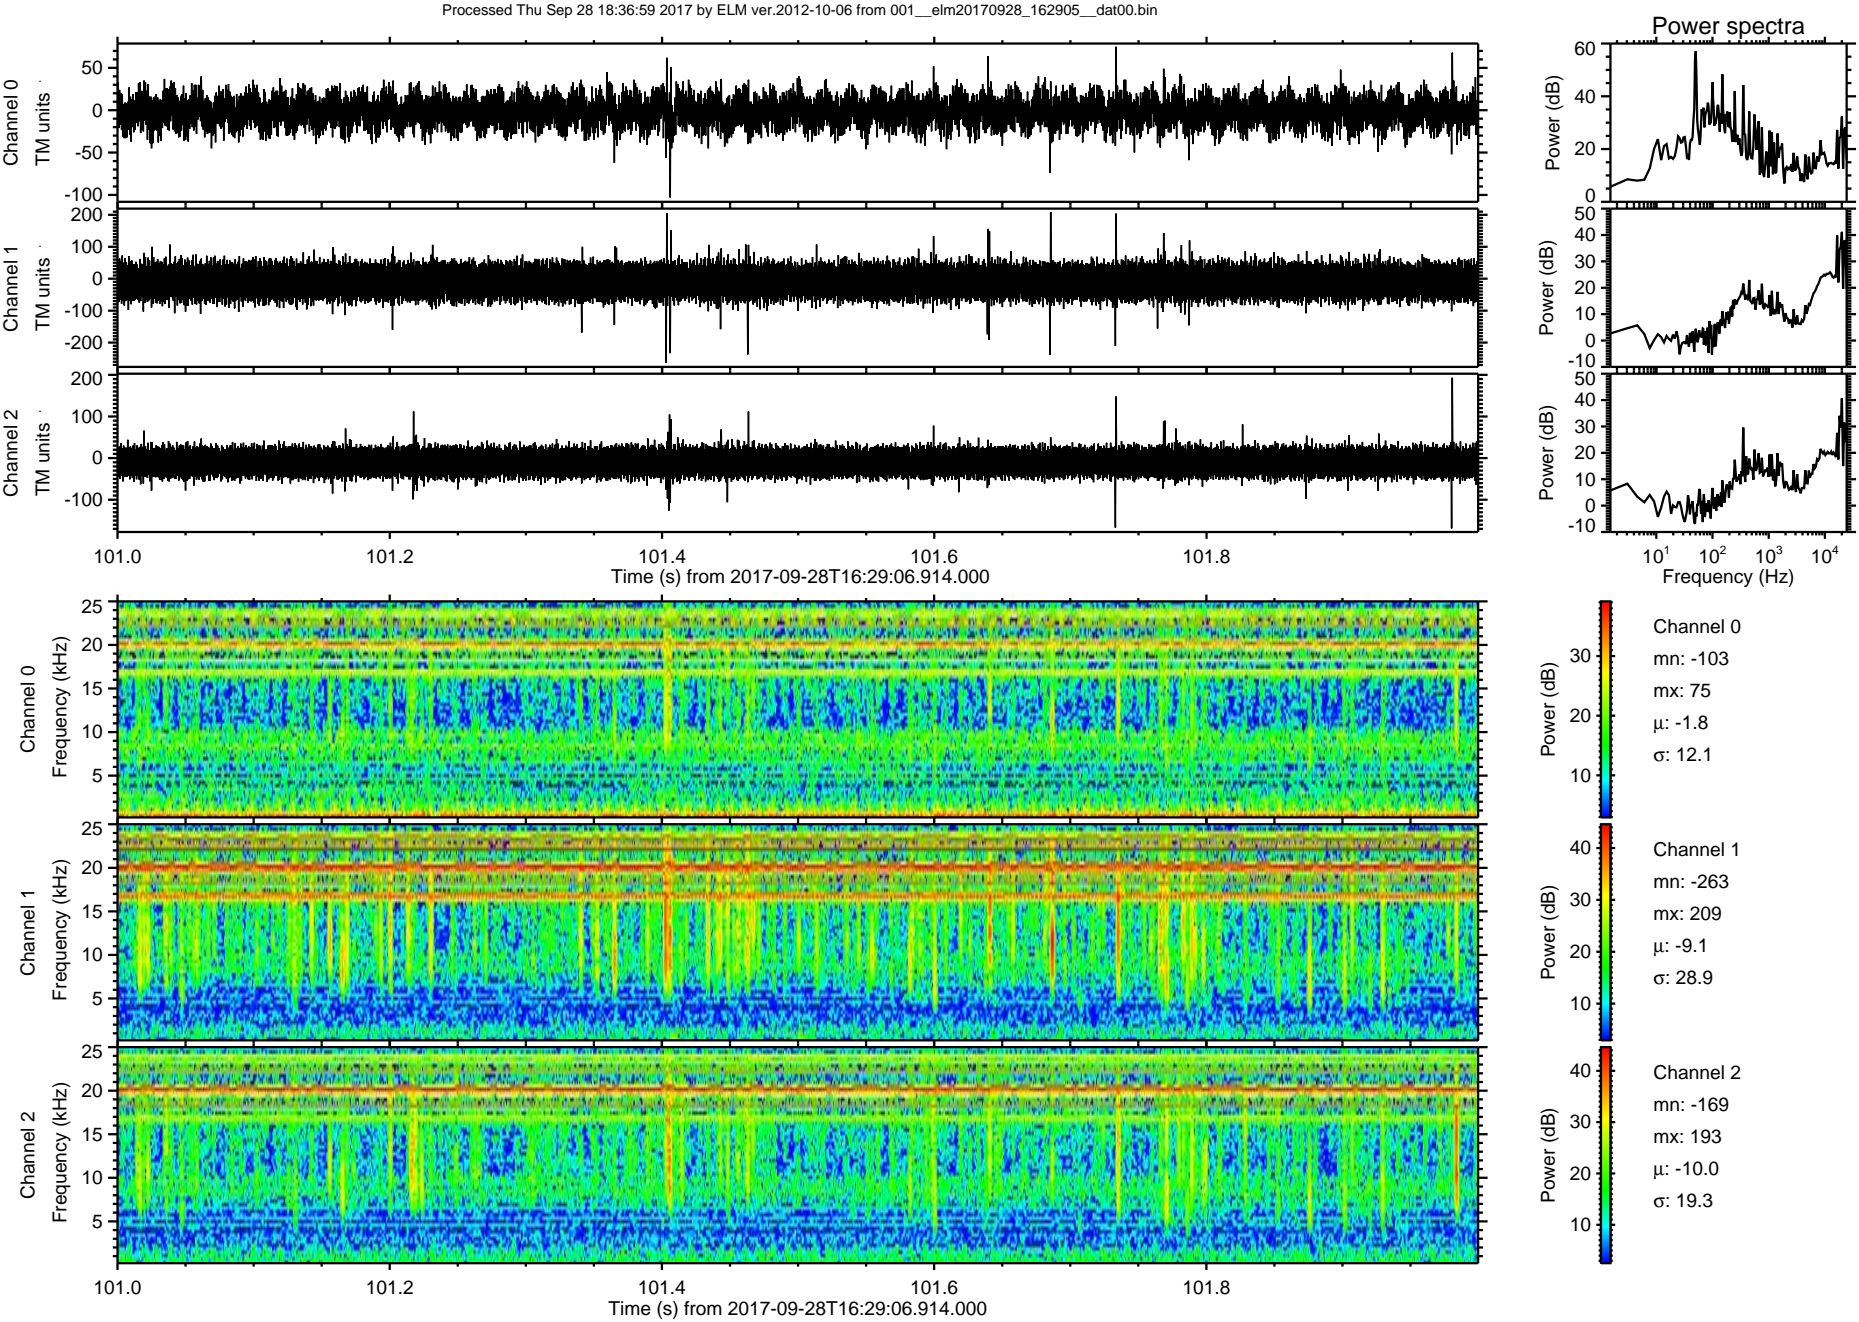 Processed Thu Sep 28 18:36:59 2017 by ELM ver.2012-10-06 from 001__elm20170928_162905__dat00.bin
Power spectra
Channel 0
TM units
50
0
-50
-100
Power (dB)
60
40
20
0
Channel 1
TM units
200
100
0
-100
-200
Power (dB)
50
40
30
20
10
0
-10
Channel 2
TM units
200
100
0
-100
Power (dB)
50
40
30
20
10
0
-10
101.0 101.2 101.4 101.6 101.8
Time (s) from 2017-09-28T16:29:06.914.000
10¹ 10² 10³ 10⁴
Frequency (Hz)
Channel 0
Frequency (kHz)
25
20
15
10
5
Power (dB)
30
20
10
Channel 0
mn: -103
mx: 75
μ: -1.8
σ: 12.1
Channel 1
Frequency (kHz)
25
20
15
10
5
Power (dB)
40
30
20
10
Channel 1
mn: -263
mx: 209
μ: -9.1
σ: 28.9
Channel 2
Frequency (kHz)
25
20
15
10
5
Power (dB)
40
30
20
10
Channel 2
mn: -169
mx: 193
μ: -10.0
σ: 19.3
101.0 101.2 101.4 101.6 101.8
Time (s) from 2017-09-28T16:29:06.914.000